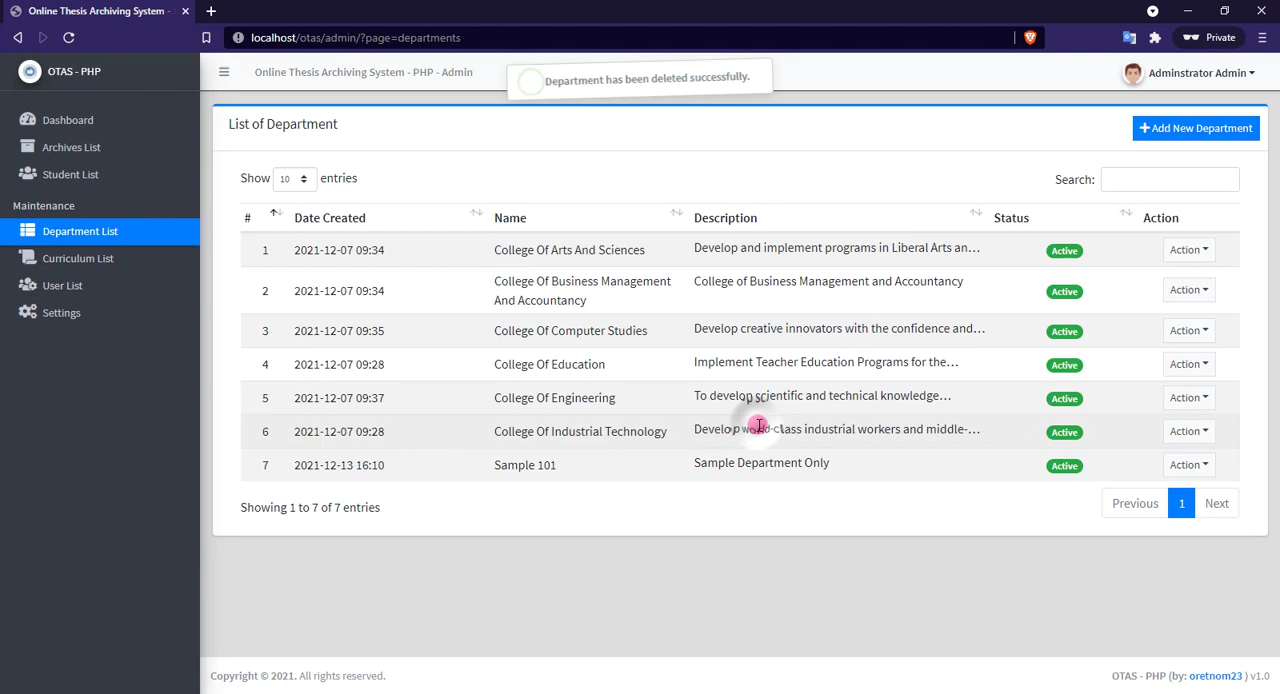 Online Thesis Archiving System -
localhost/otas/admin/?page=departments
Private
OTAS - PHP
Online Thesis Archiving System - PHP - Admin
Department has been deleted successfully.
Adminstrator Admin
Dashboard
Archives List
Student List
Maintenance
Department List
Curriculum List
User List
Settings
List of Department
Add New Department
Show 10 entries
Search:
# Date Created Name Description Status Action
1 2021-12-07 09:34 College Of Arts And Sciences Develop and implement programs in Liberal Arts an... Active Action
2 2021-12-07 09:34 College Of Business Management And Accountancy College of Business Management and Accountancy Active Action
3 2021-12-07 09:35 College Of Computer Studies Develop creative innovators with the confidence and... Active Action
4 2021-12-07 09:28 College Of Education Implement Teacher Education Programs for the... Active Action
5 2021-12-07 09:37 College Of Engineering To develop scientific and technical knowledge... Active Action
6 2021-12-07 09:28 College Of Industrial Technology Develop world-class industrial workers and middle-... Active Action
7 2021-12-13 16:10 Sample 101 Sample Department Only Active Action
Showing 1 to 7 of 7 entries
Previous 1 Next
Copyright © 2021. All rights reserved.
OTAS - PHP (by: oretnom23 ) v1.0